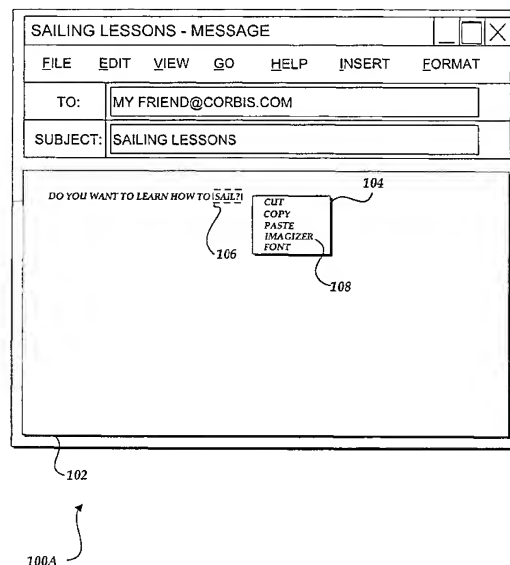 SAILING LESSONS - MESSAGE
FILE EDIT VIEW GO HELP INSERT FORMAT
TO: MY FRIEND@CORBIS.COM
SUBJECT: SAILING LESSONS
DO YOU WANT TO LEARN HOW TO SAIL?
104
CUT
COPY
PASTE
IMAGIZER
FONT
106
108
102
100A